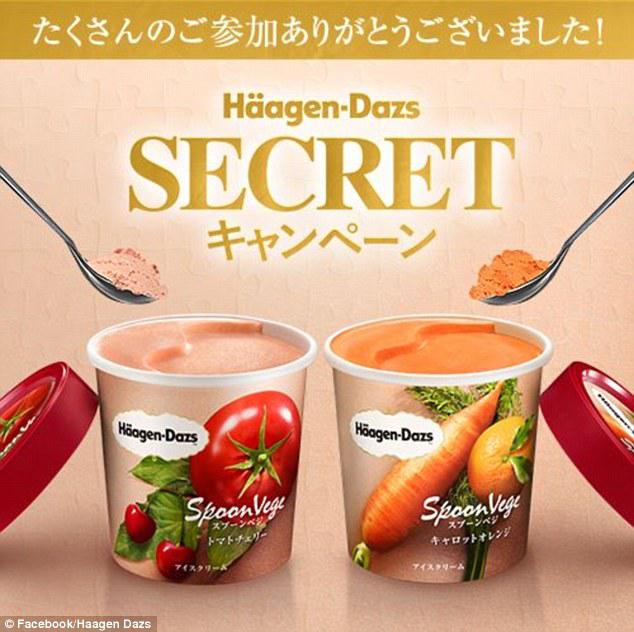 たくさんのご参加ありがとうございました!
Häagen-Dazs
SECRET
キャンペーン
Häagen-Dazs
SpoonVege
スプーンベジ
トマトチェリー
アイスクリーム
Häagen-Dazs
SpoonVege
スプーンベジ
キャロットオレンジ
アイスクリーム
© Facebook/Haagen Dazs